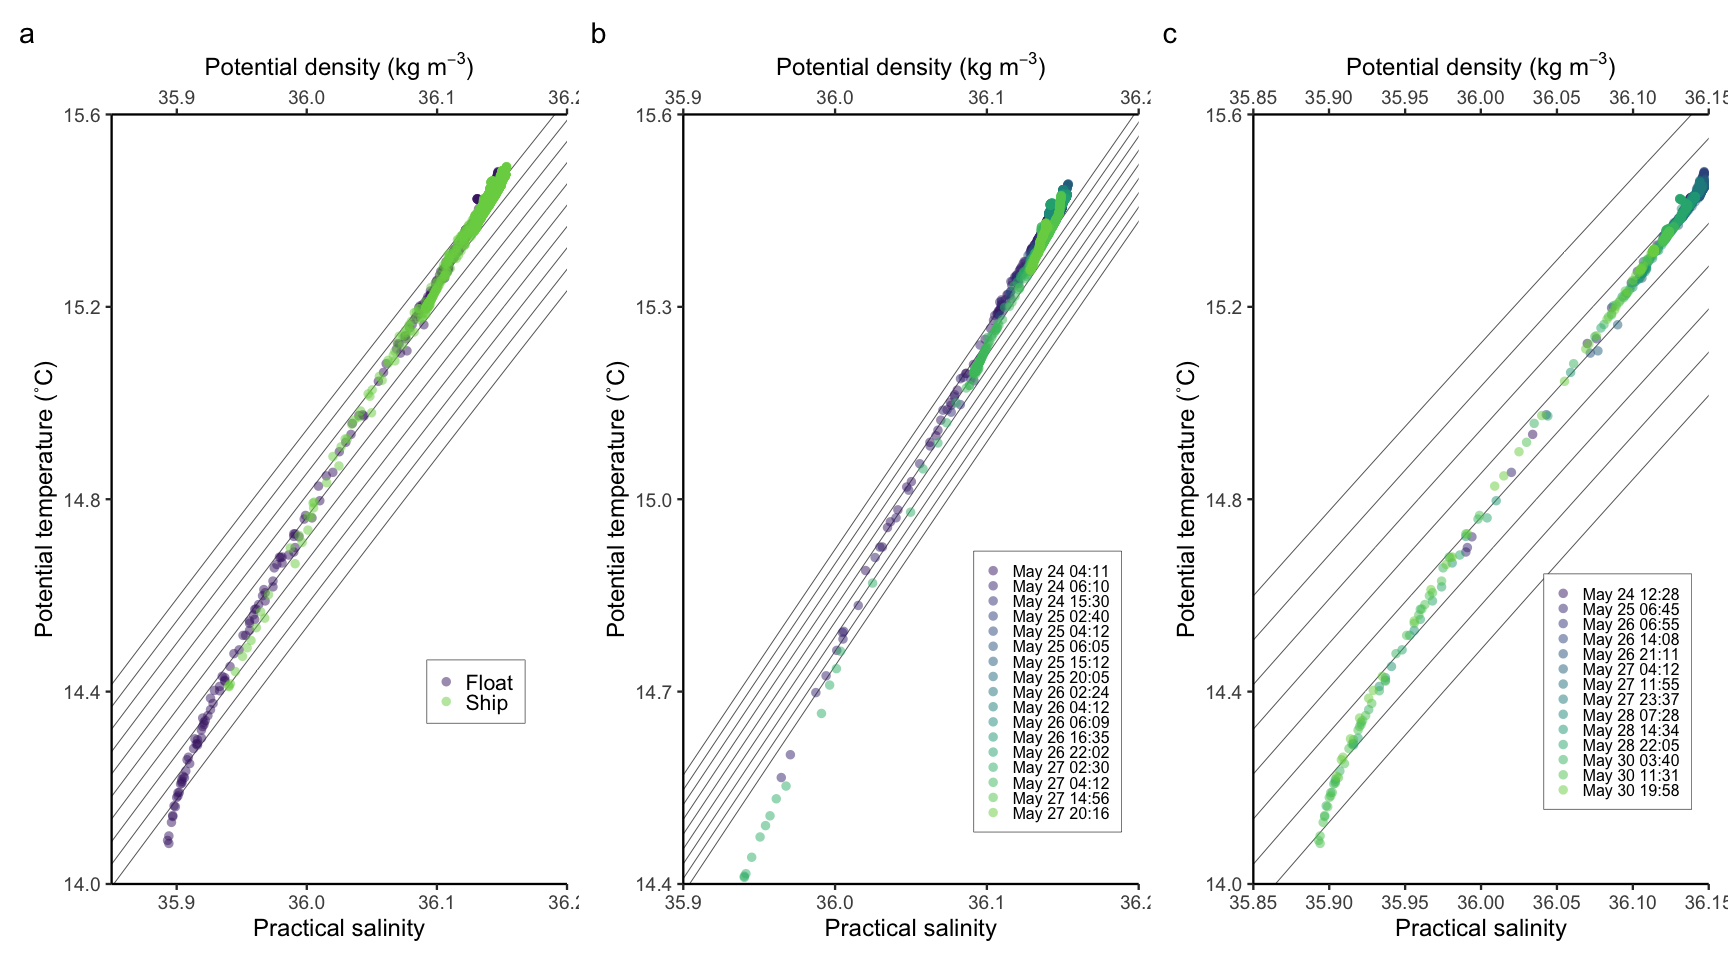 a
Potential density (kg m−3)
35.9 36.0 36.1 36.2
15.6
15.2
14.8
14.4
14.0
Potential temperature (˚C)
Float
Ship
35.9 36.0 36.1 36.2
Practical salinity
b
Potential density (kg m−3)
35.9 36.0 36.1 36.2
15.6
15.3
15.0
14.7
14.4
Potential temperature (˚C)
May 24 04:11
May 24 06:10
May 24 15:30
May 25 02:40
May 25 04:12
May 25 06:05
May 25 15:12
May 25 20:05
May 26 02:24
May 26 04:12
May 26 06:09
May 26 16:35
May 26 22:02
May 27 02:30
May 27 04:12
May 27 14:56
May 27 20:16
35.9 36.0 36.1 36.2
Practical salinity
c
Potential density (kg m−3)
35.85 35.90 35.95 36.00 36.05 36.10 36.15
15.6
15.2
14.8
14.4
14.0
Potential temperature (˚C)
May 24 12:28
May 25 06:45
May 26 06:55
May 26 14:08
May 26 21:11
May 27 04:12
May 27 11:55
May 27 23:37
May 28 07:28
May 28 14:34
May 28 22:05
May 30 03:40
May 30 11:31
May 30 19:58
35.85 35.90 35.95 36.00 36.05 36.10 36.15
Practical salinity